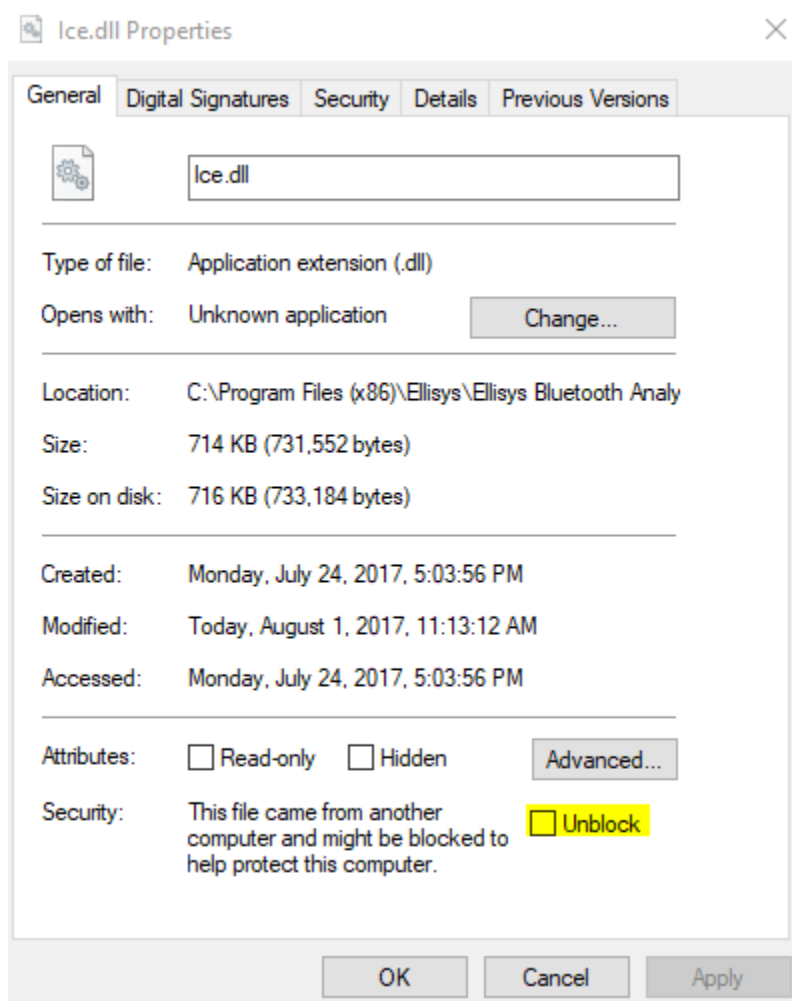 Ice.dll Properties
General Digital Signatures Security Details Previous Versions
Ice.dll
Type of file: Application extension (.dll)
Opens with: Unknown application Change...
Location: C:\Program Files (x86)\Ellisys\Ellisys Bluetooth Analy
Size: 714 KB (731,552 bytes)
Size on disk: 716 KB (733,184 bytes)
Created: Monday, July 24, 2017, 5:03:56 PM
Modified: Today, August 1, 2017, 11:13:12 AM
Accessed: Monday, July 24, 2017, 5:03:56 PM
Attributes: Read-only Hidden Advanced...
Security: This file came from another
computer and might be blocked to
help protect this computer.
Unblock
OK Cancel Apply